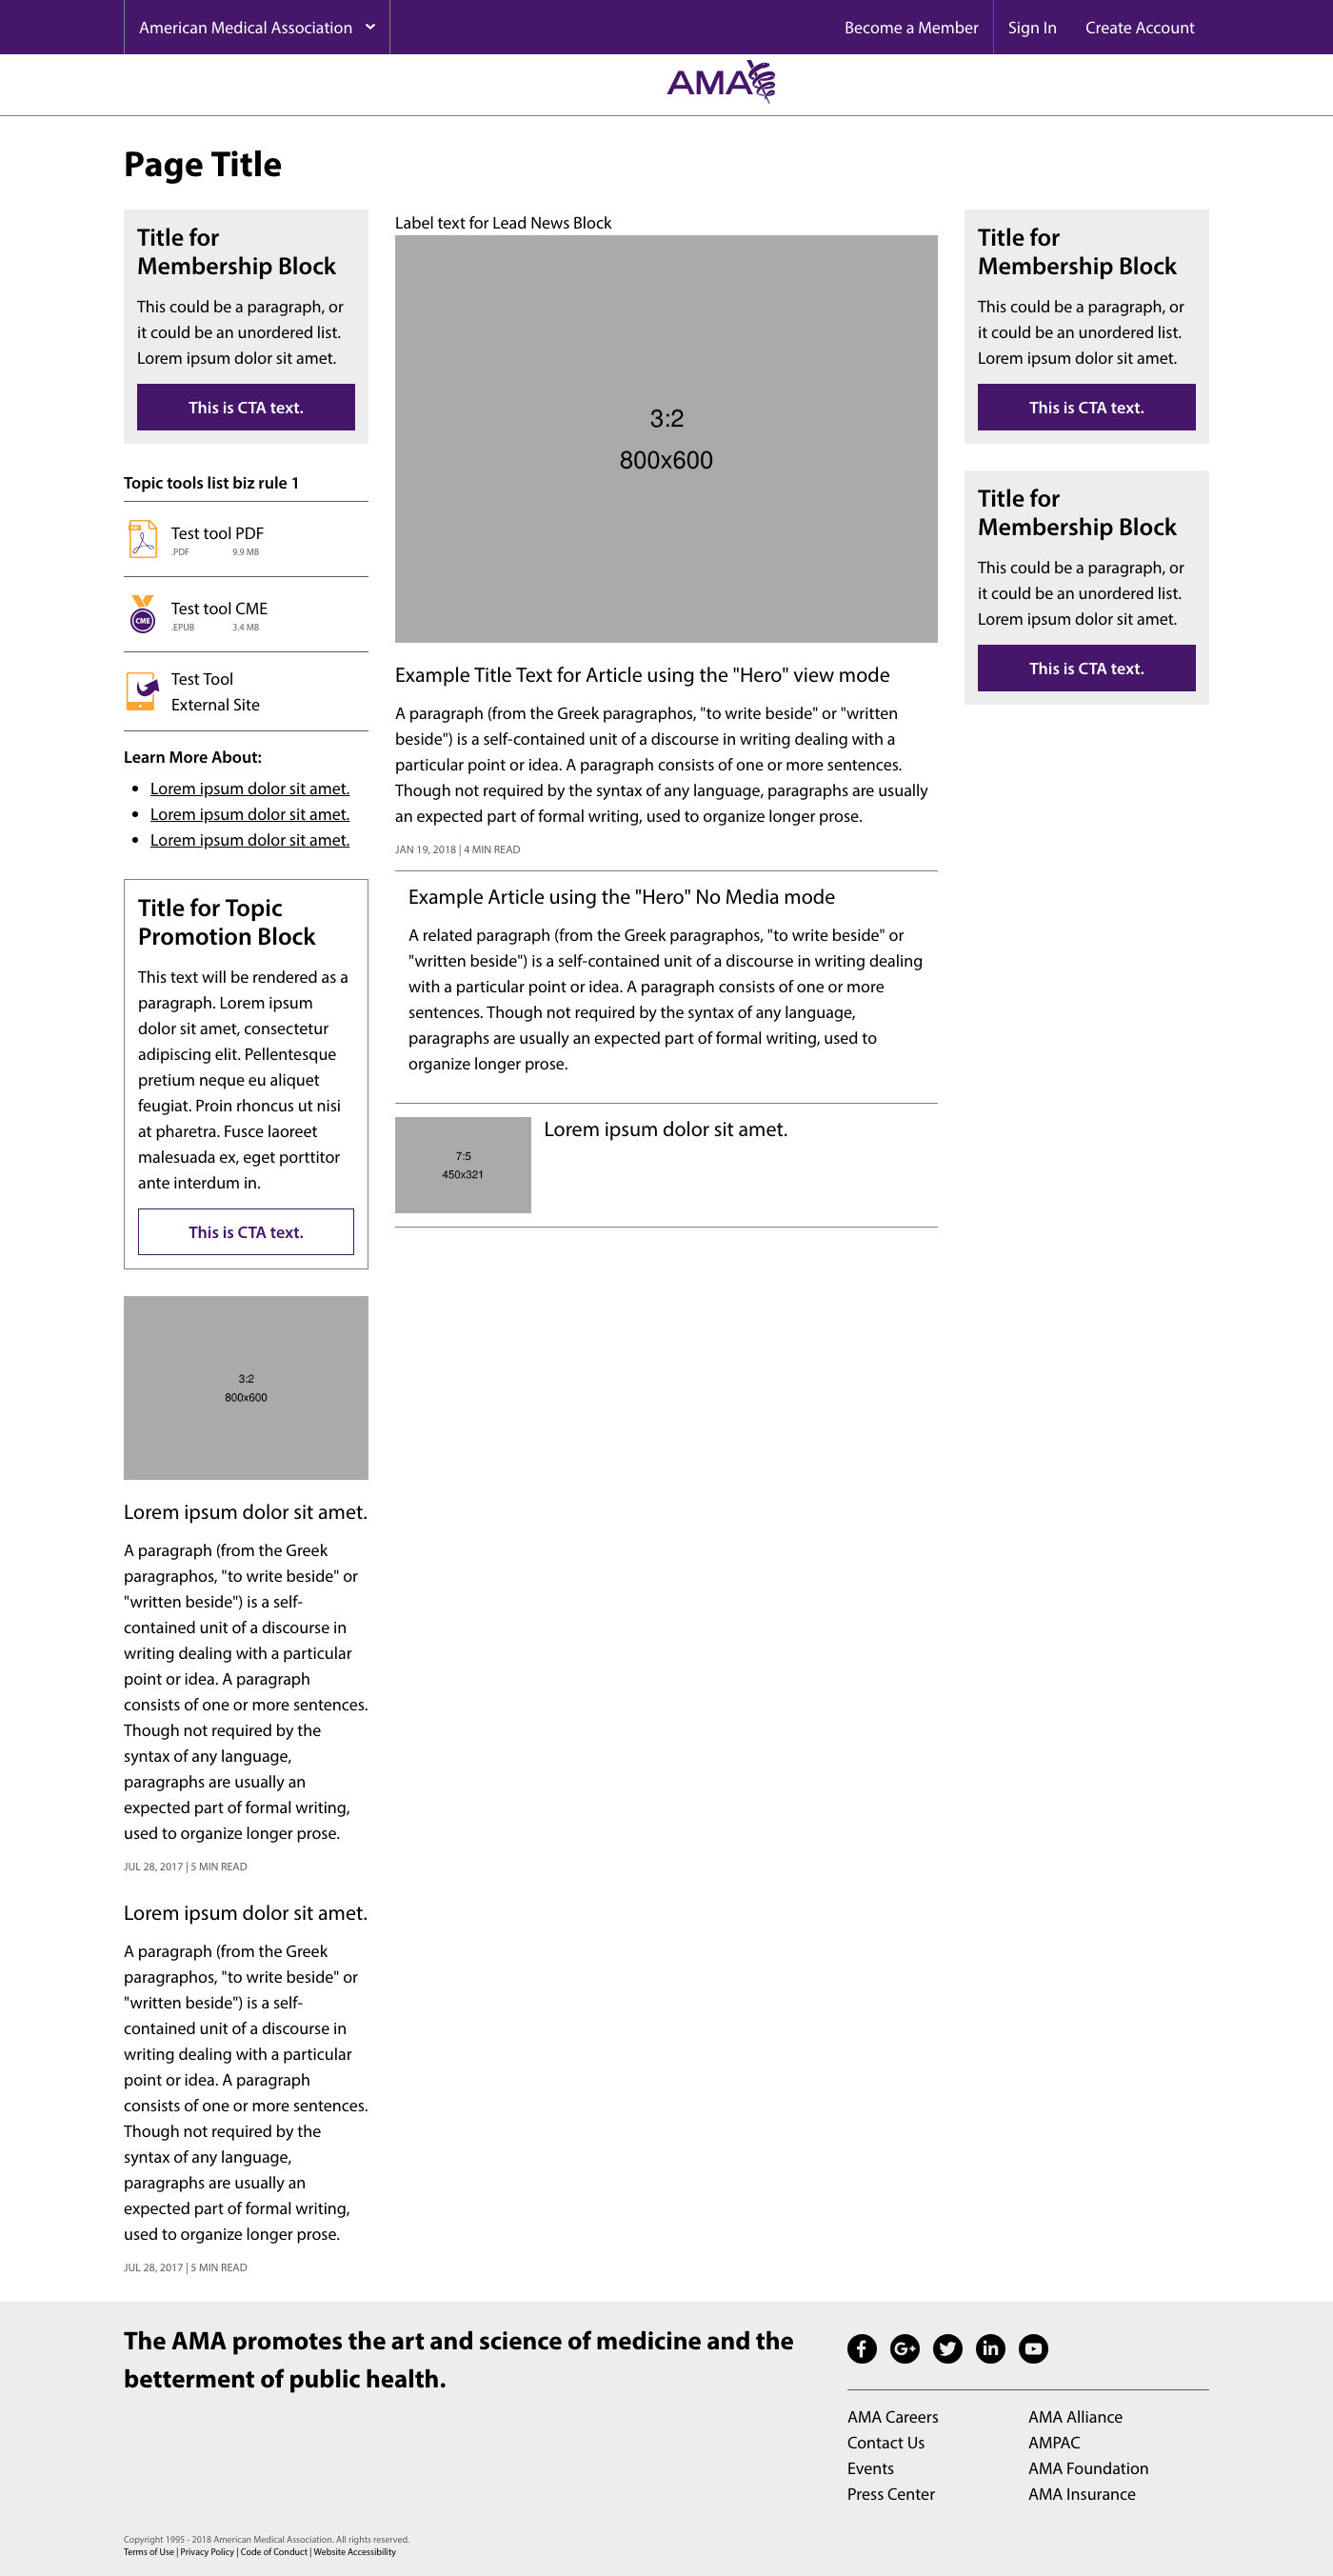 American Medical Association
Become a Member
Sign In
Create Account
AMA
Page Title
Title for
Membership Block
This could be a paragraph, or
it could be an unordered list.
Lorem ipsum dolor sit amet.
This is CTA text.
Topic tools list biz rule 1
PDF
Test tool PDF
.PDF 9.9 MB
CME
Test tool CME
.EPUB 3.4 MB
Test Tool
External Site
Learn More About:
Lorem ipsum dolor sit amet.
Lorem ipsum dolor sit amet.
Lorem ipsum dolor sit amet.
Title for Topic
Promotion Block
This text will be rendered as a
paragraph. Lorem ipsum
dolor sit amet, consectetur
adipiscing elit. Pellentesque
pretium neque eu aliquet
feugiat. Proin rhoncus ut nisi
at pharetra. Fusce laoreet
malesuada ex, eget porttitor
ante interdum in.
This is CTA text.
3:2
800x600
Lorem ipsum dolor sit amet.
A paragraph (from the Greek
paragraphos, "to write beside" or
"written beside") is a self-
contained unit of a discourse in
writing dealing with a particular
point or idea. A paragraph
consists of one or more sentences.
Though not required by the
syntax of any language,
paragraphs are usually an
expected part of formal writing,
used to organize longer prose.
JUL 28, 2017 | 5 MIN READ
Lorem ipsum dolor sit amet.
A paragraph (from the Greek
paragraphos, "to write beside" or
"written beside") is a self-
contained unit of a discourse in
writing dealing with a particular
point or idea. A paragraph
consists of one or more sentences.
Though not required by the
syntax of any language,
paragraphs are usually an
expected part of formal writing,
used to organize longer prose.
JUL 28, 2017 | 5 MIN READ
Label text for Lead News Block
3:2
800x600
Example Title Text for Article using the "Hero" view mode
A paragraph (from the Greek paragraphos, "to write beside" or "written
beside") is a self-contained unit of a discourse in writing dealing with a
particular point or idea. A paragraph consists of one or more sentences.
Though not required by the syntax of any language, paragraphs are usually
an expected part of formal writing, used to organize longer prose.
JAN 19, 2018 | 4 MIN READ
Example Article using the "Hero" No Media mode
A related paragraph (from the Greek paragraphos, "to write beside" or
"written beside") is a self-contained unit of a discourse in writing dealing
with a particular point or idea. A paragraph consists of one or more
sentences. Though not required by the syntax of any language,
paragraphs are usually an expected part of formal writing, used to
organize longer prose.
7:5
450x321
Lorem ipsum dolor sit amet.
Title for
Membership Block
This could be a paragraph, or
it could be an unordered list.
Lorem ipsum dolor sit amet.
This is CTA text.
Title for
Membership Block
This could be a paragraph, or
it could be an unordered list.
Lorem ipsum dolor sit amet.
This is CTA text.
The AMA promotes the art and science of medicine and the
betterment of public health.
AMA Careers
Contact Us
Events
Press Center
AMA Alliance
AMPAC
AMA Foundation
AMA Insurance
Copyright 1995 - 2018 American Medical Association. All rights reserved.
Terms of Use | Privacy Policy | Code of Conduct | Website Accessibility